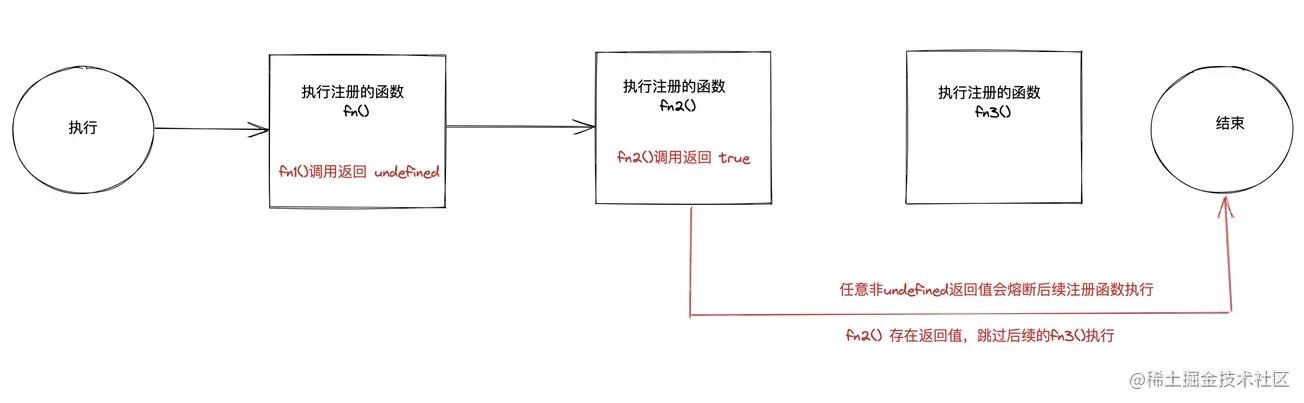 执行
执行注册的函数
fn()
fn1()调用返回 undefined
执行注册的函数
fn2()
fn2()调用返回 true
执行注册的函数
fn3()
结束
任意非undefined返回值会熔断后续注册函数执行
fn2() 存在返回值，跳过后续的fn3()执行
@稀土掘金技术社区